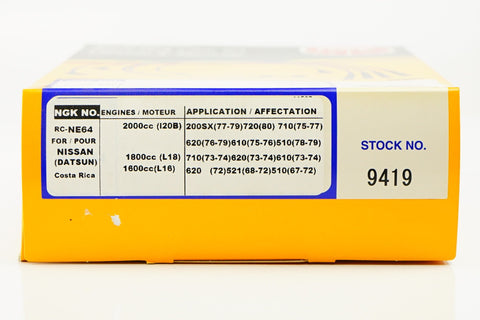 NGK NO. ENGINES / MOTEUR APPLICATION / AFFECTATION
RC-NE64 2000cc (I20B) 200SX(77-79)720(80) 710(75-77)
FOR / POUR 620(76-79)610(75-76)510(78-79)
NISSAN
(DATSUN) 1800cc (L18) 710(73-74)620(73-74)610(73-74)
Costa Rica 1600cc(L16) 620 (72)521(68-72)510(67-72)
STOCK NO.
9419